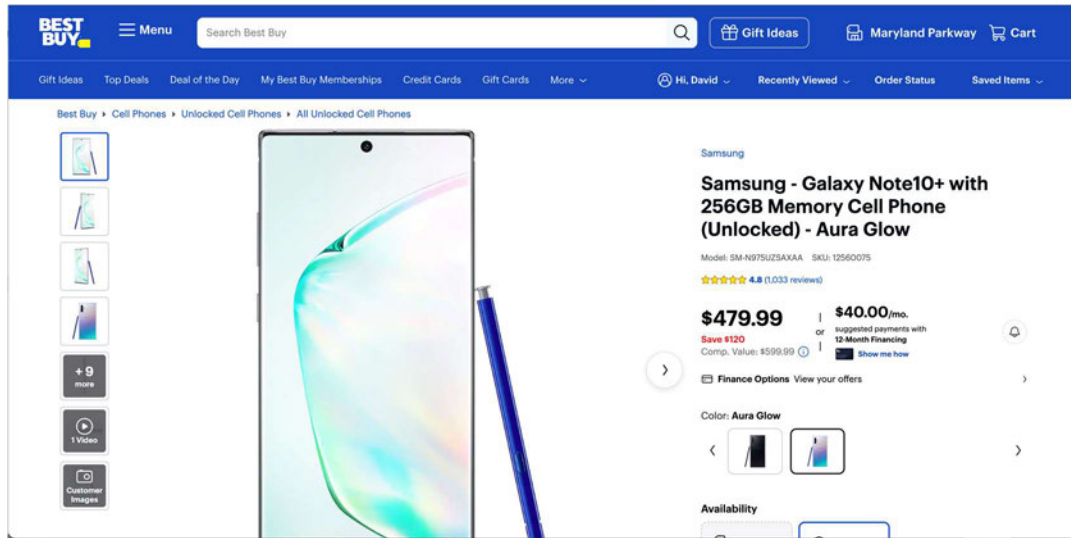 BEST BUY
Menu
Search Best Buy
Gift Ideas
Maryland Parkway
Cart
Gift Ideas
Top Deals
Deal of the Day
My Best Buy Memberships
Credit Cards
Gift Cards
More
Hi, David
Recently Viewed
Order Status
Saved Items
Best Buy
Cell Phones
Unlocked Cell Phones
All Unlocked Cell Phones
+9
more
1 Video
Customer
Images
Samsung
Samsung - Galaxy Note10+ with
256GB Memory Cell Phone
(Unlocked) - Aura Glow
Model: SM-N975UZSAXAA SKU: 12560075
4.8 (1,033 reviews)
$479.99
Save $120
Comp. Value: $599.99
or
$40.00/mo.
suggested payments with
12-Month Financing
Show me how
Finance Options View your offers
Color: Aura Glow
Availability